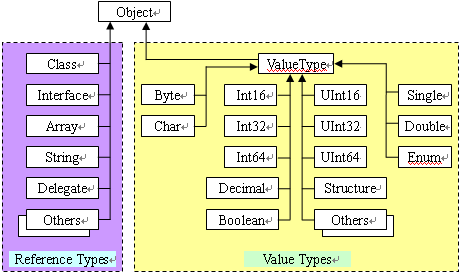 Object
Class
Interface
Array
String
Delegate
Others
Reference Types
ValueType
Byte
Char
Int16
Int32
Int64
Decimal
Boolean
UInt16
UInt32
UInt64
Structure
Others
Single
Double
Enum
Value Types